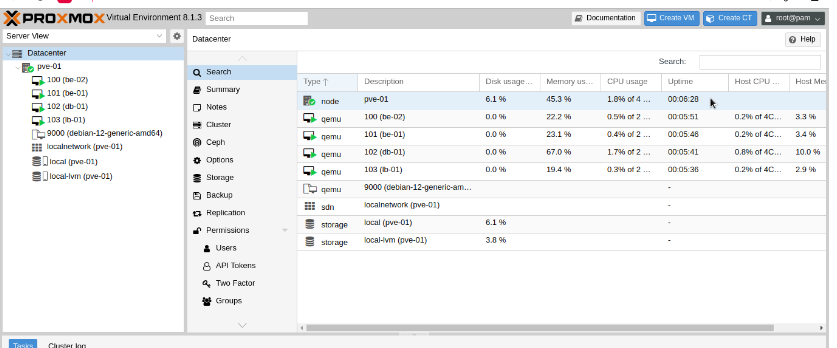 PROXMOX Virtual Environment 8.1.3 Search Documentation Create VM Create CT root@pam
Server View Datacenter Help
Datacenter
pve-01
100 (be-02)
101 (be-01)
102 (db-01)
103 (lb-01)
9000 (debian-12-generic-amd64)
localnetwork (pve-01)
local (pve-01)
local-lvm (pve-01)
Search
Summary
Notes
Cluster
Ceph
Options
Storage
Backup
Replication
Permissions
Users
API Tokens
Two Factor
Groups
Search:
Type Description Disk usage... Memory us... CPU usage Uptime Host CPU ... Host Mem
node pve-01 6.1 % 45.3 % 1.8% of 4 ... 00:06:28
qemu 100 (be-02) 0.0 % 22.2 % 0.5% of 2 ... 00:05:51 0.2% of 4C... 3.3 %
qemu 101 (be-01) 0.0 % 23.1 % 0.4% of 2 ... 00:05:46 0.2% of 4C... 3.4 %
qemu 102 (db-01) 0.0 % 67.0 % 1.7% of 2 ... 00:05:41 0.8% of 4C... 10.0 %
qemu 103 (lb-01) 0.0 % 19.4 % 0.3% of 2 ... 00:05:36 0.2% of 4C... 2.9 %
qemu 9000 (debian-12-generic-am... -
sdn localnetwork (pve-01) -
storage local (pve-01) 6.1 % -
storage local-lvm (pve-01) 3.8 % -
Tasks Cluster log